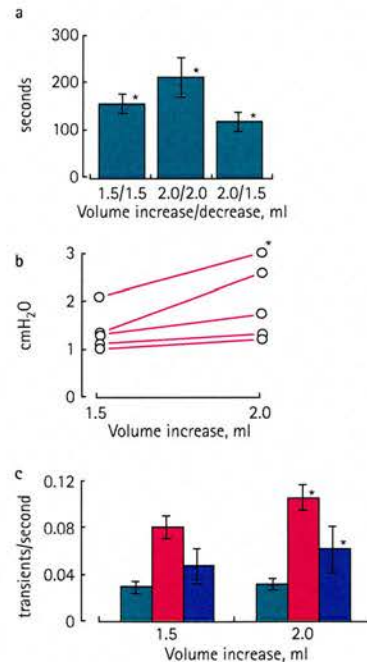 a
300
200
100
0
seconds
*
*
*
1.5/1.5 2.0/2.0 2.0/1.5
Volume increase/decrease, ml
b
3
2
1
0
cmH₂O
*
1.5 2.0
Volume increase, ml
c
0.12
0.08
0.04
0
transients/second
*
*
1.5 2.0
Volume increase, ml